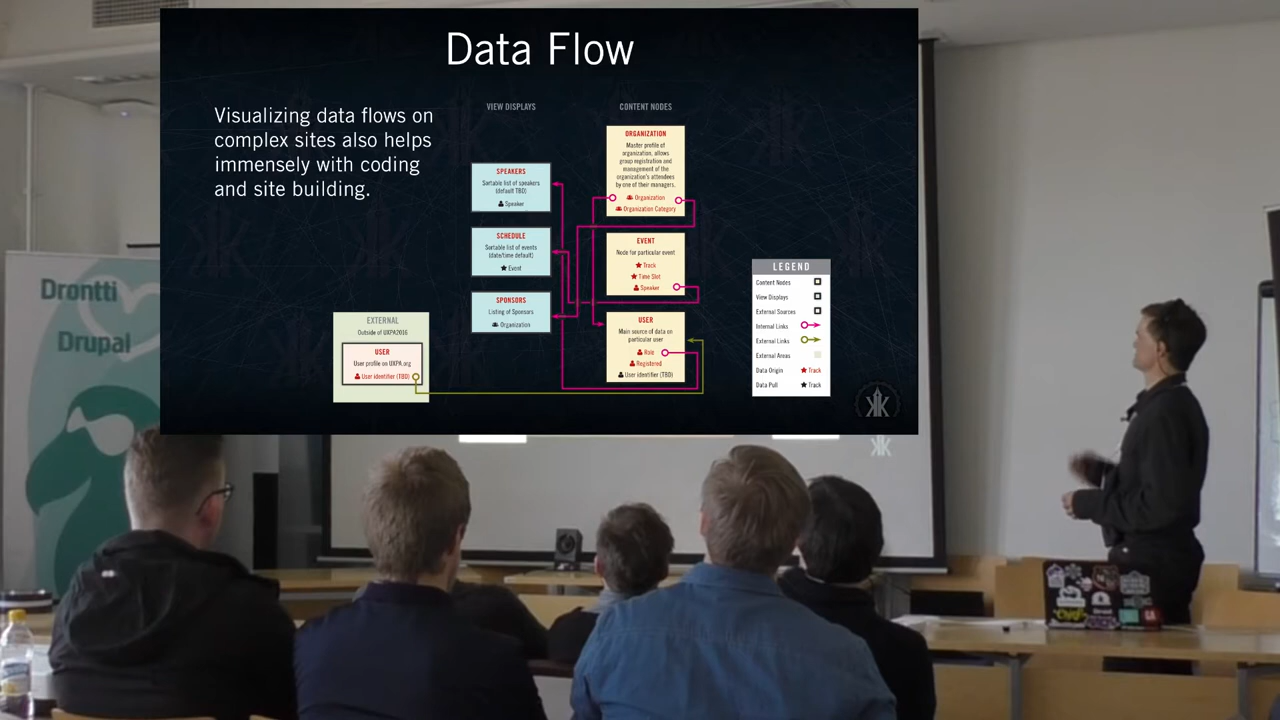 Data Flow
Visualizing data flows on
complex sites also helps
immensely with coding
and site building.
VIEW DISPLAYS
SPEAKERS
Sortable list of speakers
(default TBD)
Speaker
SCHEDULE
Sortable list of events
(date/time default)
Event
SPONSORS
Listing of Sponsors
Organization
CONTENT NODES
ORGANIZATION
Master profile of
organization, allows
group registration and
management of the
organization's attendees
by one of their managers.
Organization
Organization Category
EVENT
Node for particular event
Track
Time Slot
Speaker
USER
Main source of data on
particular user
Role
Registered
User identifier (TBD)
EXTERNAL
Outside of UXPA2016
USER
User profile on UXPA.org
User identifier (TBD)
LEGEND
Content Nodes
View Displays
External Sources
Internal Links
External Links
External Areas
Data Origin
Track
Data Pull
Track
Drontti
Drupal